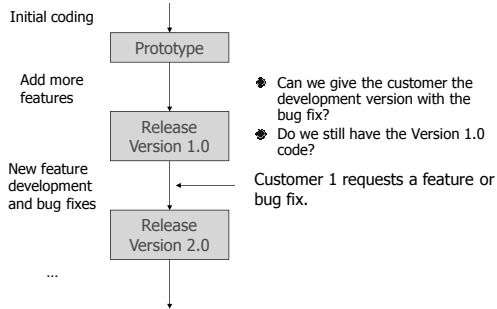 Initial coding
Prototype
Add more
features
Can we give the customer the
development version with the
bug fix?
Do we still have the Version 1.0
code?
Release
Version 1.0
New feature
development
and bug fixes
Customer 1 requests a feature or
bug fix.
Release
Version 2.0
…